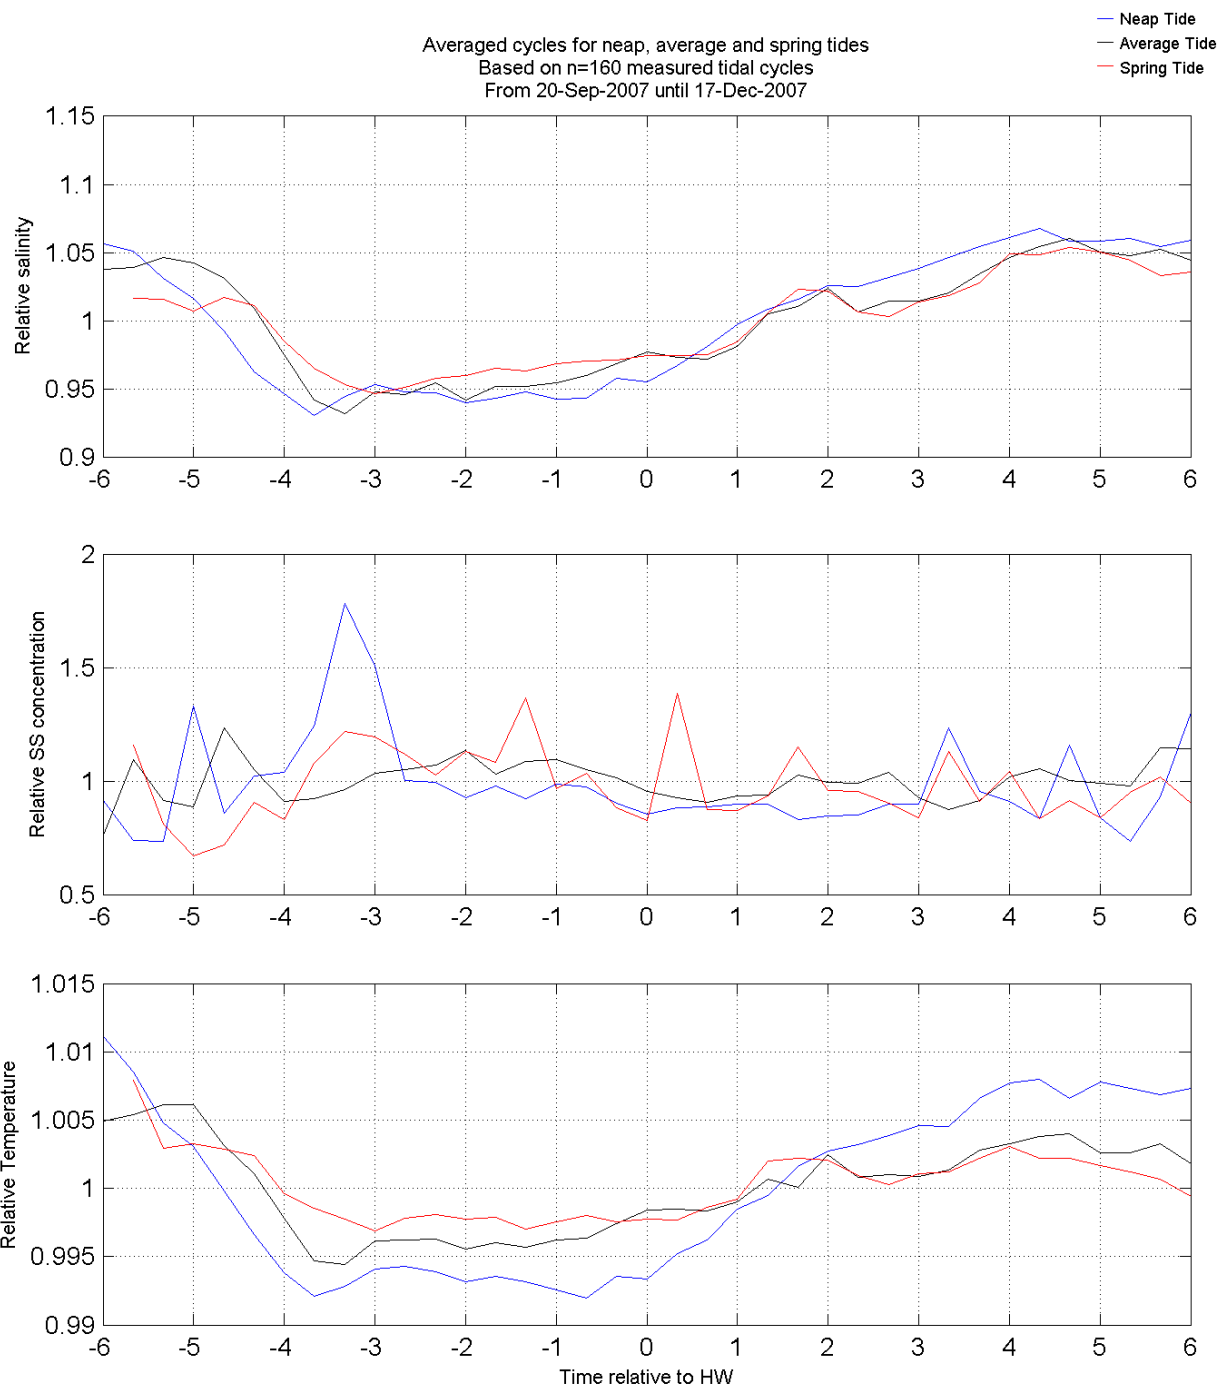 Neap Tide
Average Tide
Spring Tide
Averaged cycles for neap, average and spring tides
Based on n=160 measured tidal cycles
From 20-Sep-2007 until 17-Dec-2007
Relative salinity
1.15
1.1
1.05
1
0.95
0.9
-6 -5 -4 -3 -2 -1 0 1 2 3 4 5 6
Relative SS concentration
2
1.5
1
0.5
-6 -5 -4 -3 -2 -1 0 1 2 3 4 5 6
Relative Temperature
1.015
1.01
1.005
1
0.995
0.99
-6 -5 -4 -3 -2 -1 0 1 2 3 4 5 6
Time relative to HW